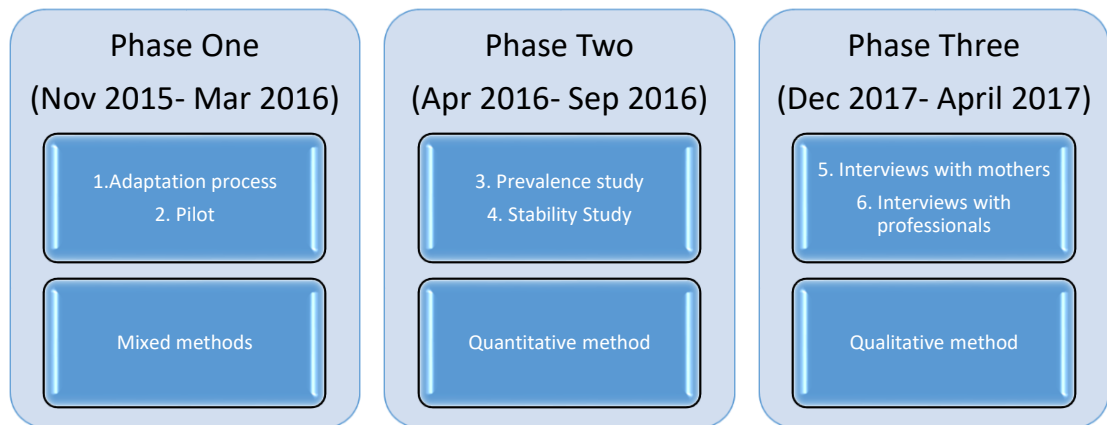 Phase One
(Nov 2015- Mar 2016)
1.Adaptation process
2. Pilot
Mixed methods
Phase Two
(Apr 2016- Sep 2016)
3. Prevalence study
4. Stability Study
Quantitative method
Phase Three
(Dec 2017- April 2017)
5. Interviews with mothers
6. Interviews with
professionals
Qualitative method